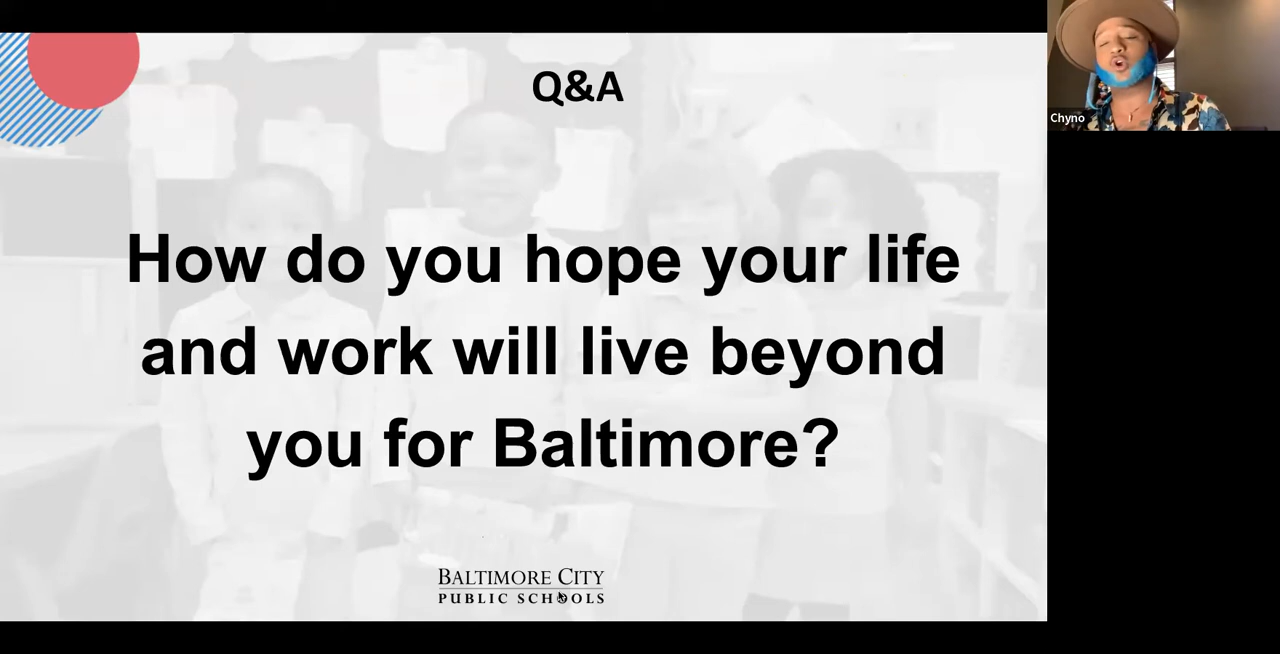 Q&A
Chyno
How do you hope your life
and work will live beyond
you for Baltimore?
BALTIMORE CITY
PUBLIC SCHOOLS